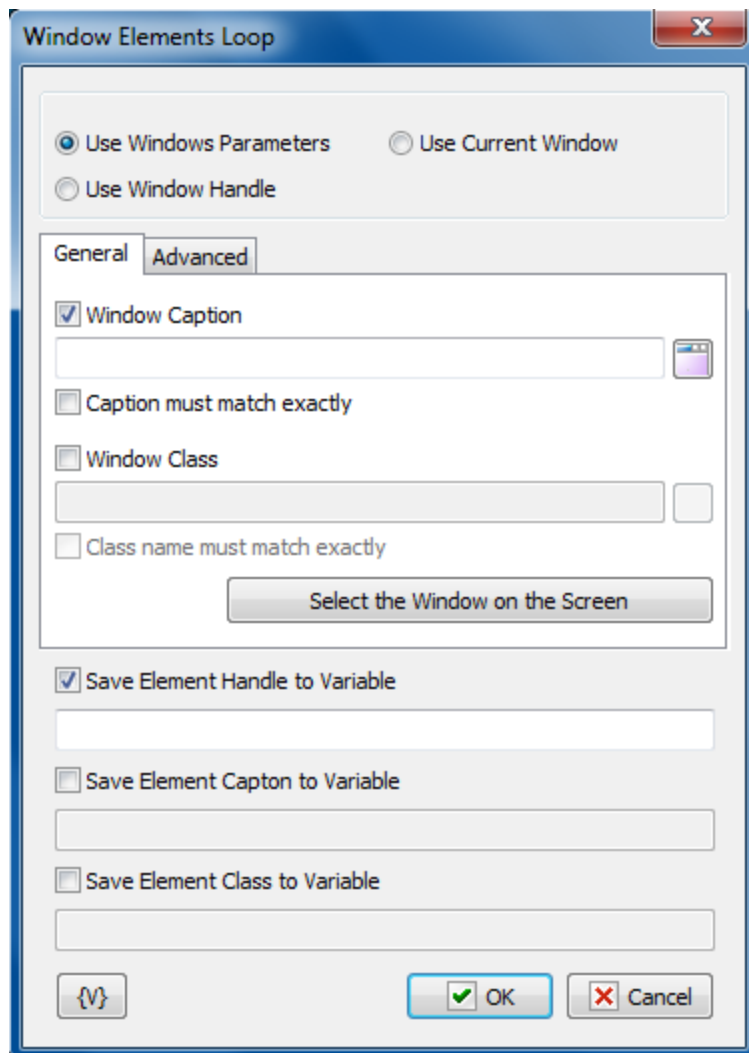 Window Elements Loop
Use Windows Parameters Use Current Window
Use Window Handle
General Advanced
Window Caption
Caption must match exactly
Window Class
Class name must match exactly
Select the Window on the Screen
Save Element Handle to Variable
Save Element Capton to Variable
Save Element Class to Variable
{V} OK Cancel